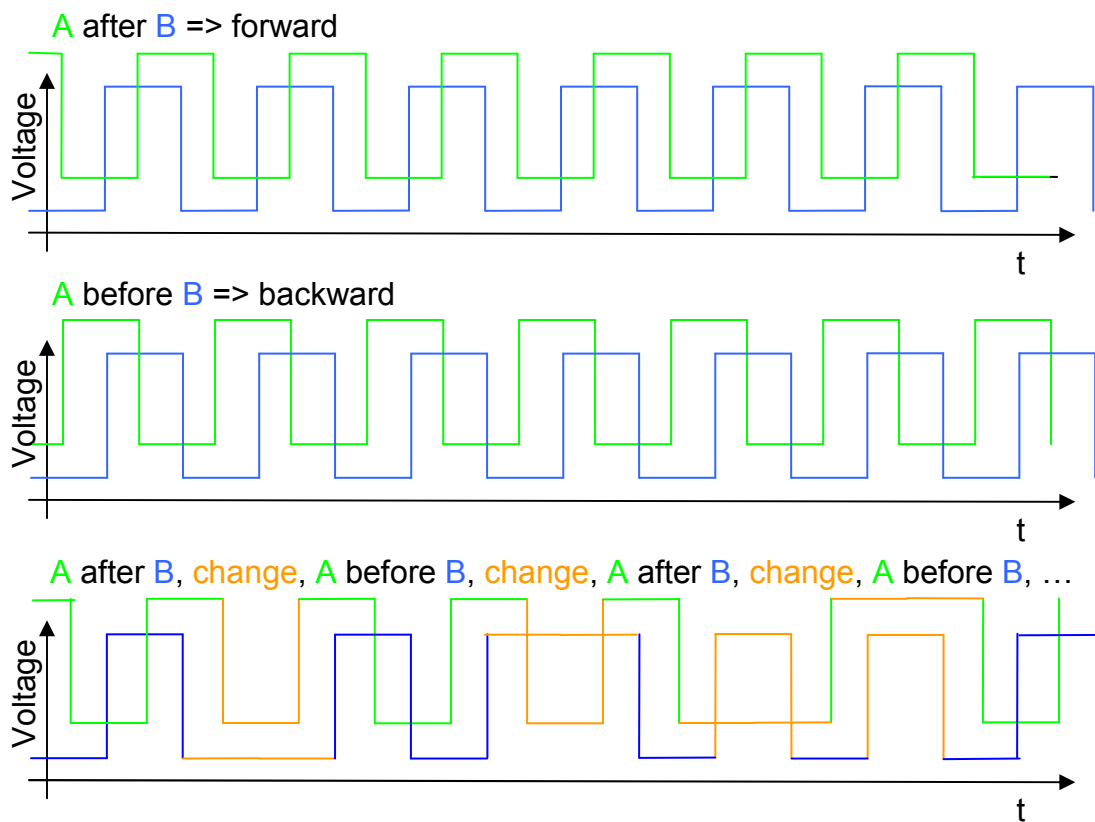 A after B => forward
Voltage
t
A before B => backward
Voltage
t
A after B, change, A before B, change, A after B, change, A before B, …
Voltage
t